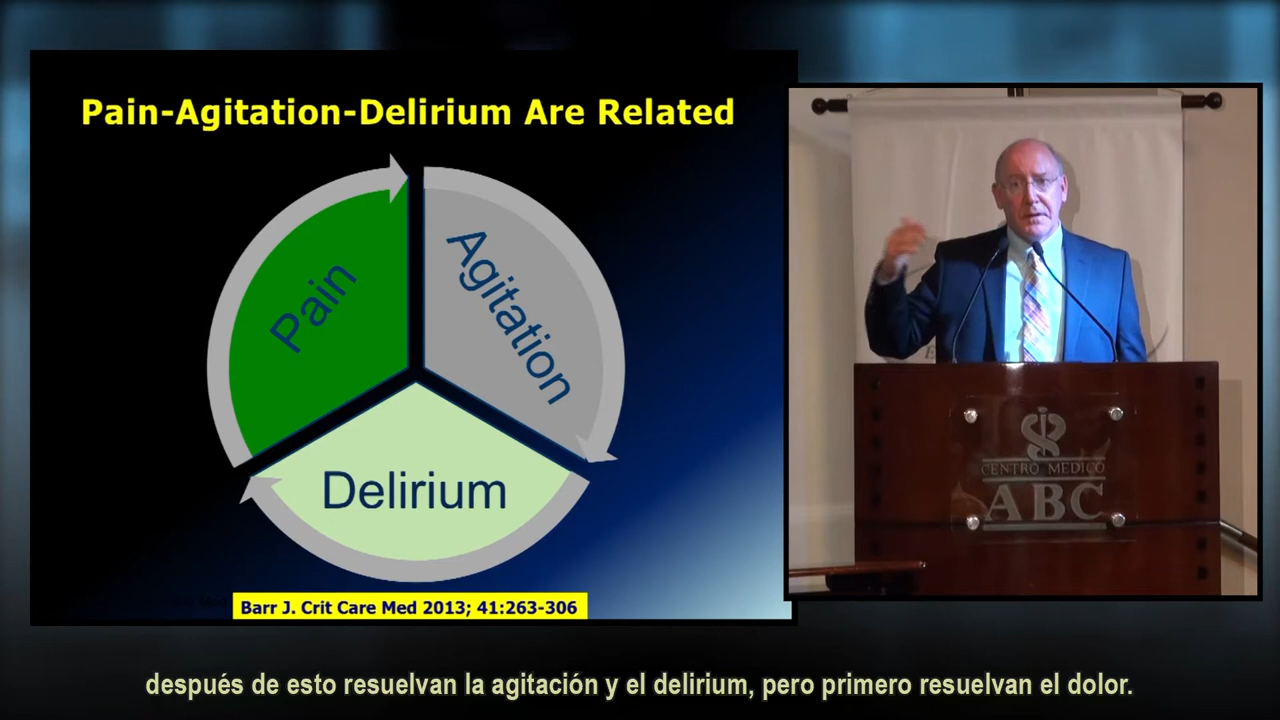 Pain-Agitation-Delirium Are Related
Pain
Agitation
Delirium
Barr J. Crit Care Med 2013; 41:263-306
CENTRO MEDICO
ABC
después de esto resuelvan la agitación y el delirium, pero primero resuelvan el dolor.